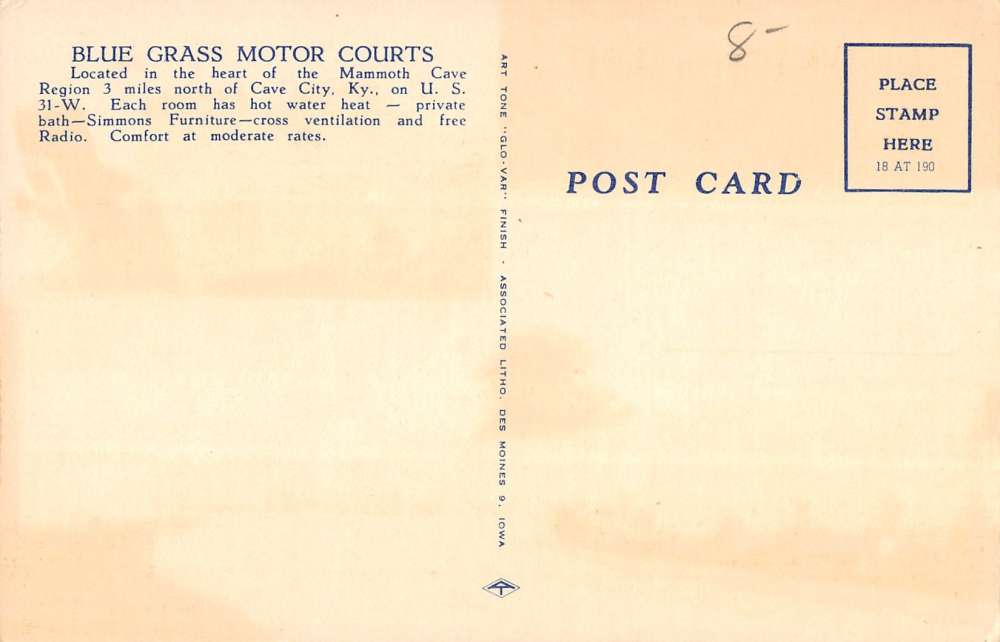 BLUE GRASS MOTOR COURTS
Located in the heart of the Mammoth Cave
Region 3 miles north of Cave City, Ky., on U. S.
31-W. Each room has hot water heat — private
bath—Simmons Furniture—cross ventilation and free
Radio. Comfort at moderate rates.
ART TONE "GLO-VAR" FINISH - ASSOCIATED LITHO. DES MOINES 9, IOWA
8-
POST CARD
PLACE
STAMP
HERE
18 AT 190